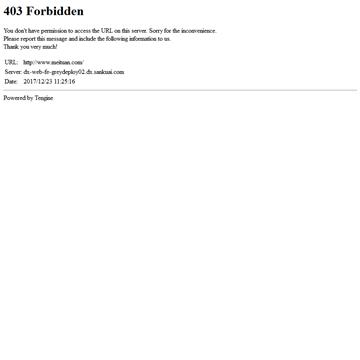 403 Forbidden
You don't have permission to access the URL on this server. Sorry for the inconvenience.
Please report this message and include the following information to us.
Thank you very much!
URL: http://www.meituan.com/
Server: dx-web-fe-greydeploy02.dx.sankuai.com
Date: 2017/12/23 11:25:16
Powered by Tengine